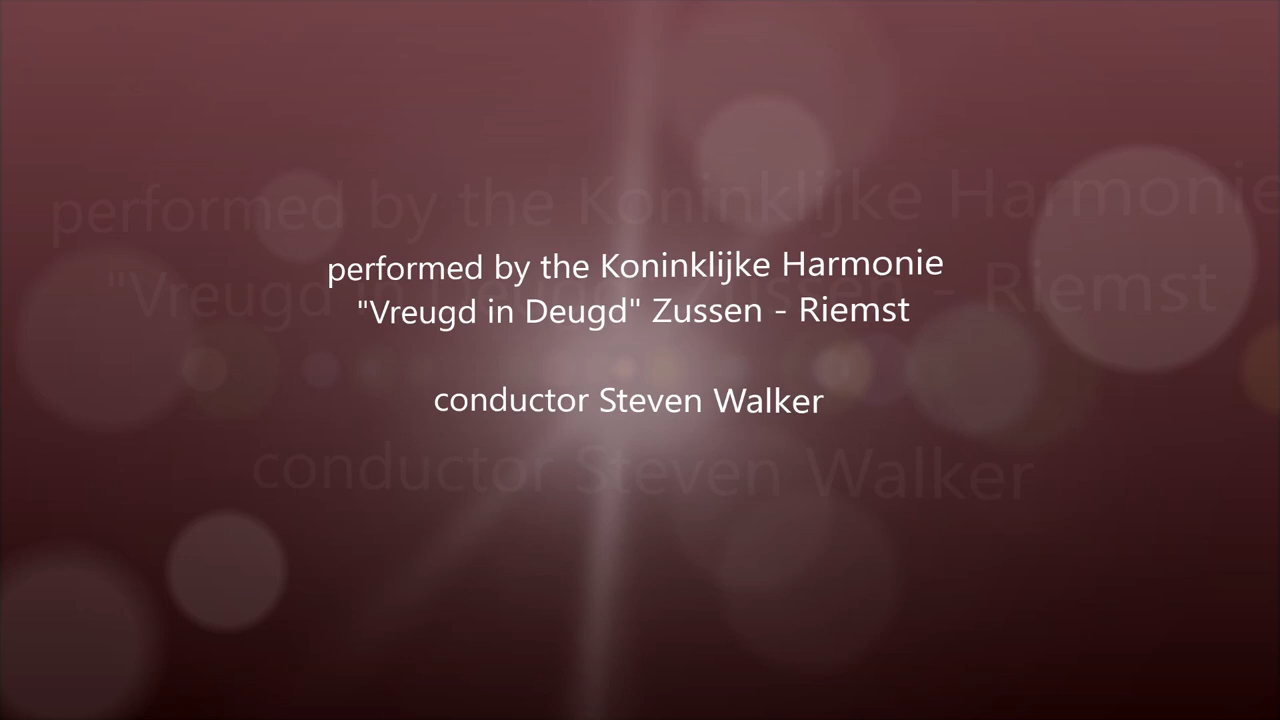 performed by the Koninklijke Harmonie
"Vreugd in Deugd" Zussen - Riemst
conductor Steven Walker